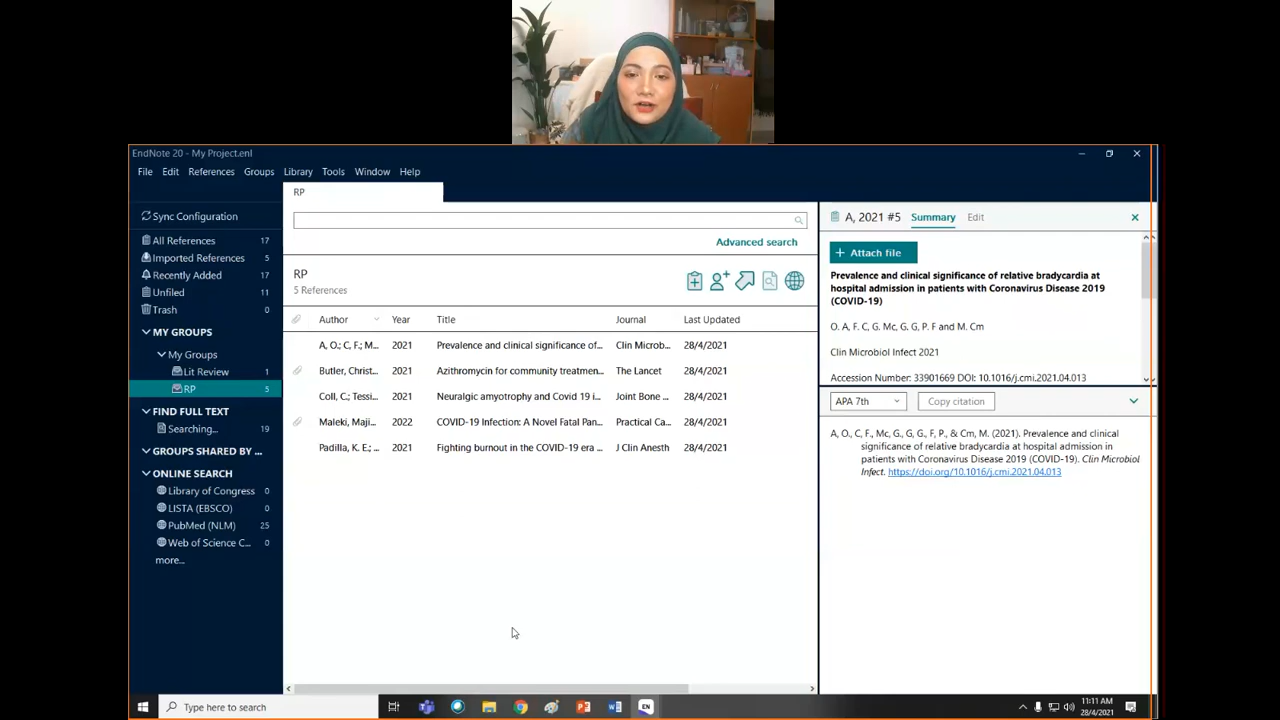 EndNote 20 - My Project.enl
File Edit References Groups Library Tools Window Help
RP
Sync Configuration
All References 17
Imported References 5
Recently Added 17
Unfiled 11
Trash 0
MY GROUPS
My Groups
Lit Review 1
RP 5
FIND FULL TEXT
Searching... 19
GROUPS SHARED BY ...
ONLINE SEARCH
Library of Congress 0
LISTA (EBSCO) 0
PubMed (NLM) 25
Web of Science C... 0
more...
Advanced search
RP
5 References
Author Year Title Journal Last Updated
A, O.; C, F.; M... 2021 Prevalence and clinical significance of... Clin Microb... 28/4/2021
Butler, Christ... 2021 Azithromycin for community treatmen... The Lancet 28/4/2021
Coll, C.; Tessi... 2021 Neuralgic amyotrophy and Covid 19 i... Joint Bone ... 28/4/2021
Maleki, Maji... 2022 COVID-19 Infection: A Novel Fatal Pan... Practical Ca... 28/4/2021
Padilla, K. E.; ... 2021 Fighting burnout in the COVID-19 era ... J Clin Anesth 28/4/2021
A, 2021 #5 Summary Edit
+ Attach file
Prevalence and clinical significance of relative bradycardia at
hospital admission in patients with Coronavirus Disease 2019
(COVID-19)
O. A, F. C, G. Mc, G. G, P. F and M. Cm
Clin Microbiol Infect 2021
Accession Number: 33901669 DOI: 10.1016/j.cmi.2021.04.013
APA 7th Copy citation
A, O., C, F., Mc, G., G, G., F, P., & Cm, M. (2021). Prevalence and clinical
significance of relative bradycardia at hospital admission in
patients with Coronavirus Disease 2019 (COVID-19). Clin Microbiol
Infect. https://doi.org/10.1016/j.cmi.2021.04.013
Type here to search
EN
11:11 AM
28/4/2021